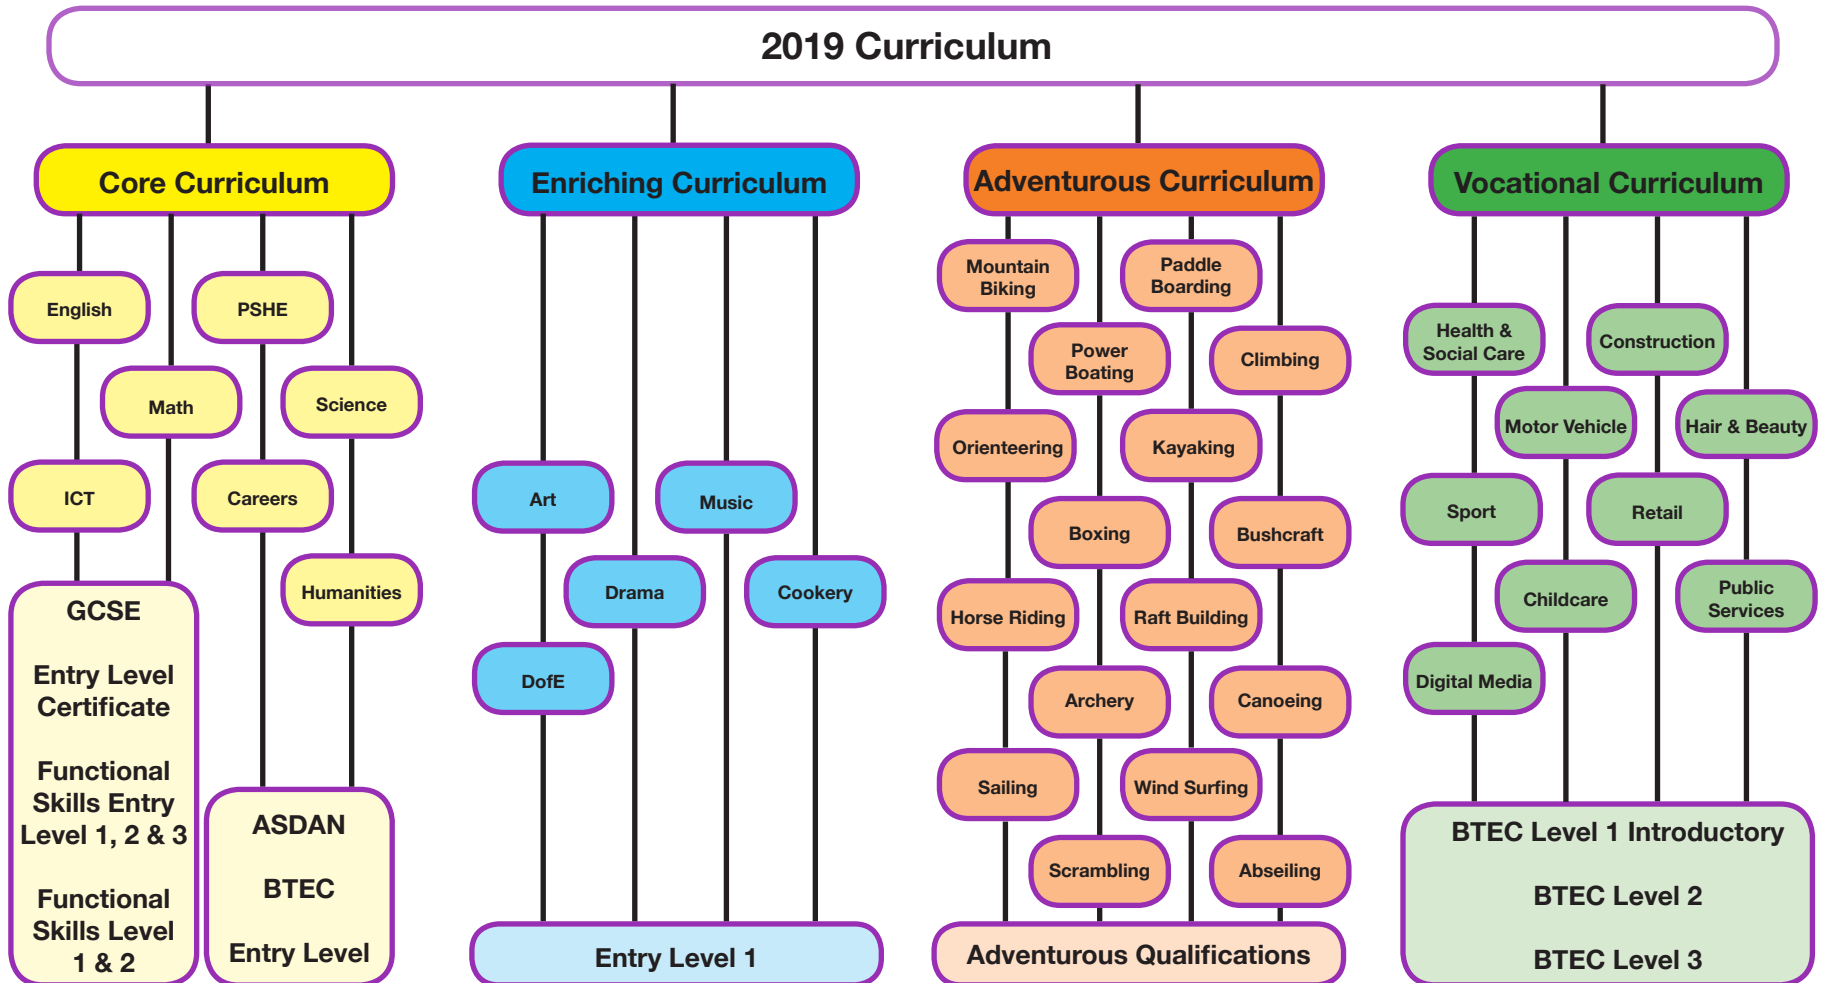 2019 Curriculum
Core Curriculum
English
PSHE
Math
Science
ICT
Careers
Humanities
GCSE
Entry Level
Certificate
Functional
Skills Entry
Level 1, 2 & 3
Functional
Skills Level
1 & 2
ASDAN
BTEC
Entry Level
Enriching Curriculum
Art
Music
Drama
Cookery
DofE
Entry Level 1
Adventurous Curriculum
Mountain
Biking
Paddle
Boarding
Power
Boating
Climbing
Orienteering
Kayaking
Boxing
Bushcraft
Horse Riding
Raft Building
Archery
Canoeing
Sailing
Wind Surfing
Scrambling
Abseiling
Adventurous Qualifications
Vocational Curriculum
Health &
Social Care
Construction
Motor Vehicle
Hair & Beauty
Sport
Retail
Childcare
Public
Services
Digital Media
BTEC Level 1 Introductory
BTEC Level 2
BTEC Level 3